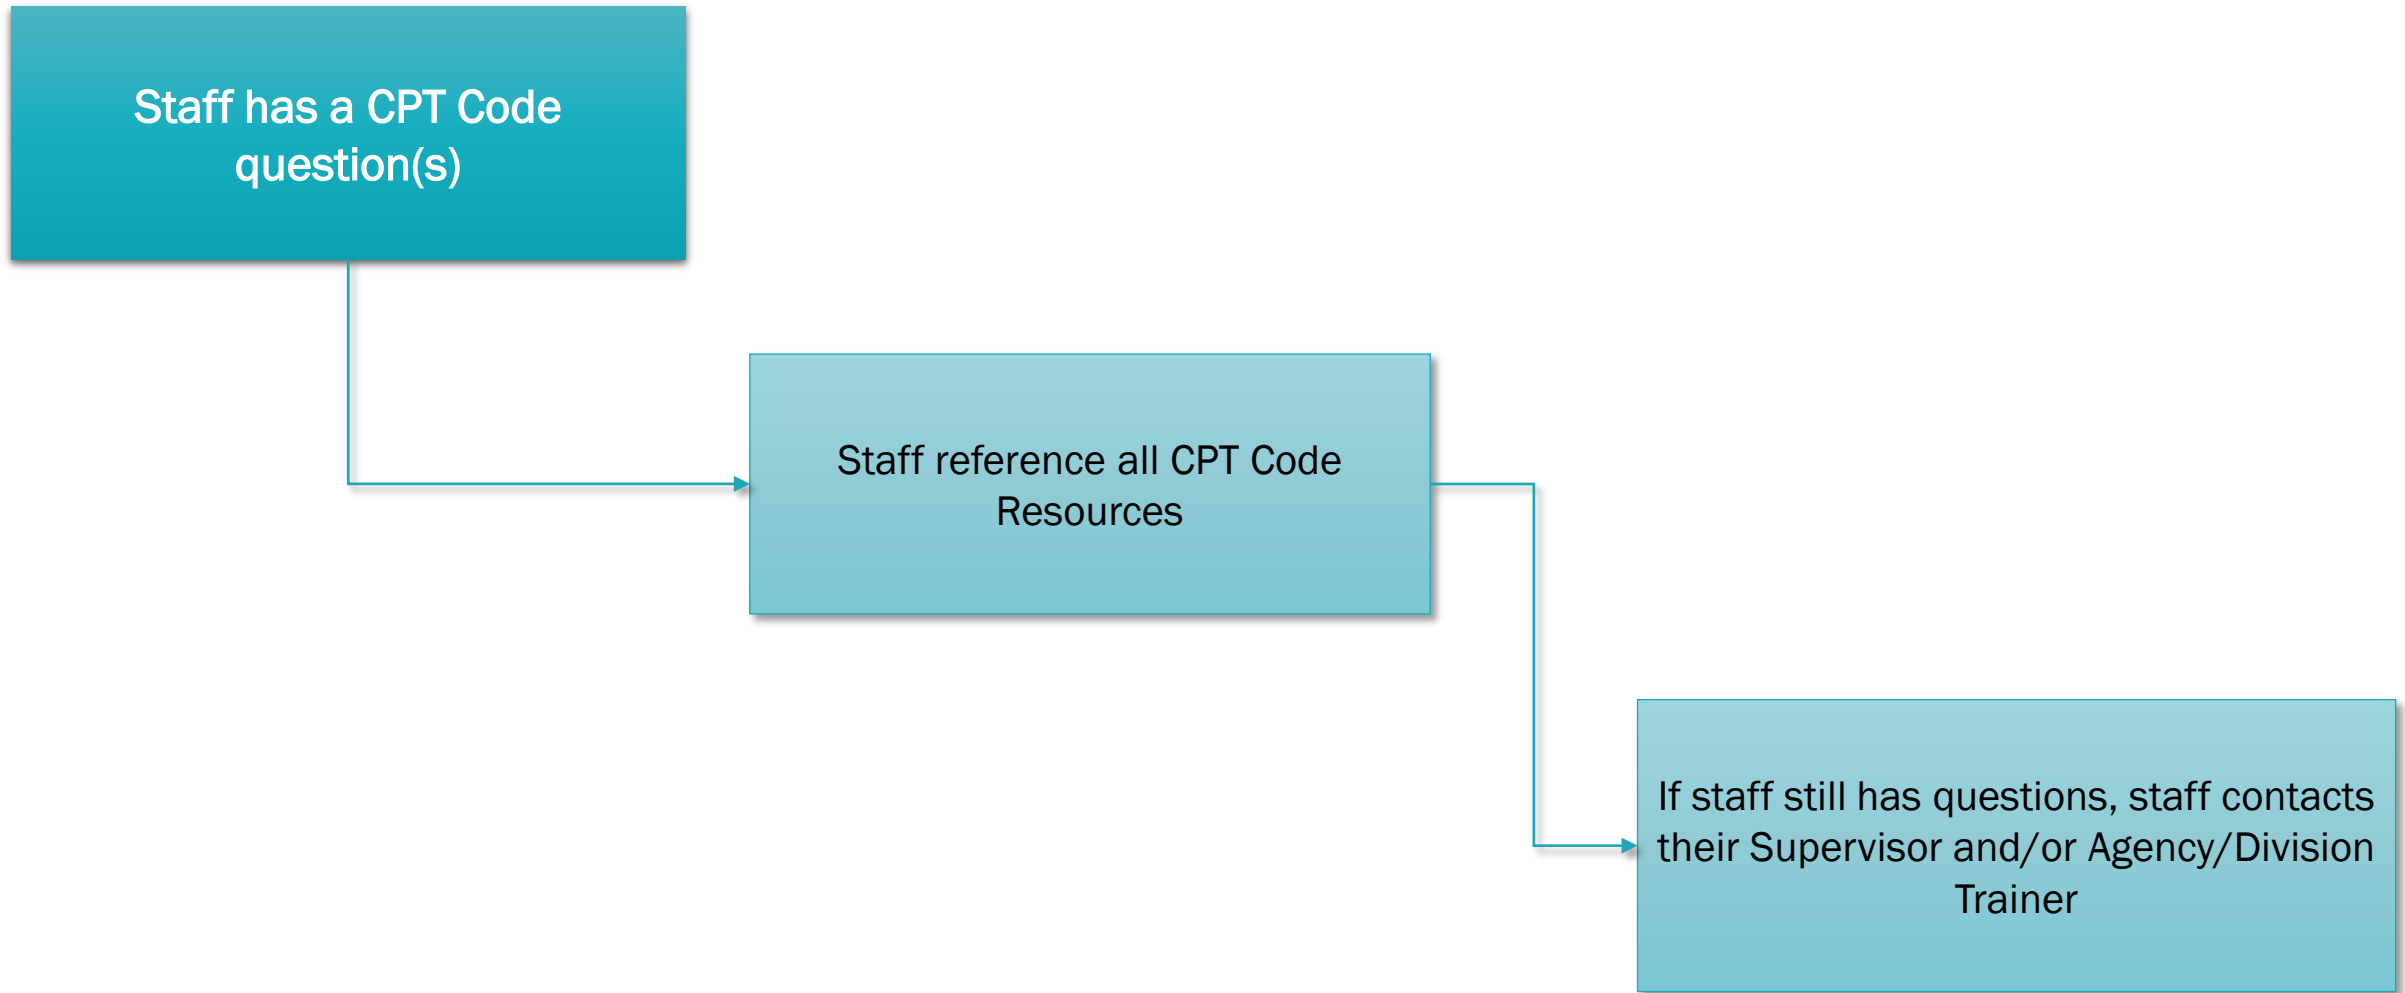 Staff has a CPT Code
question(s)
Staff reference all CPT Code
Resources
If staff still has questions, staff contacts
their Supervisor and/or Agency/Division
Trainer